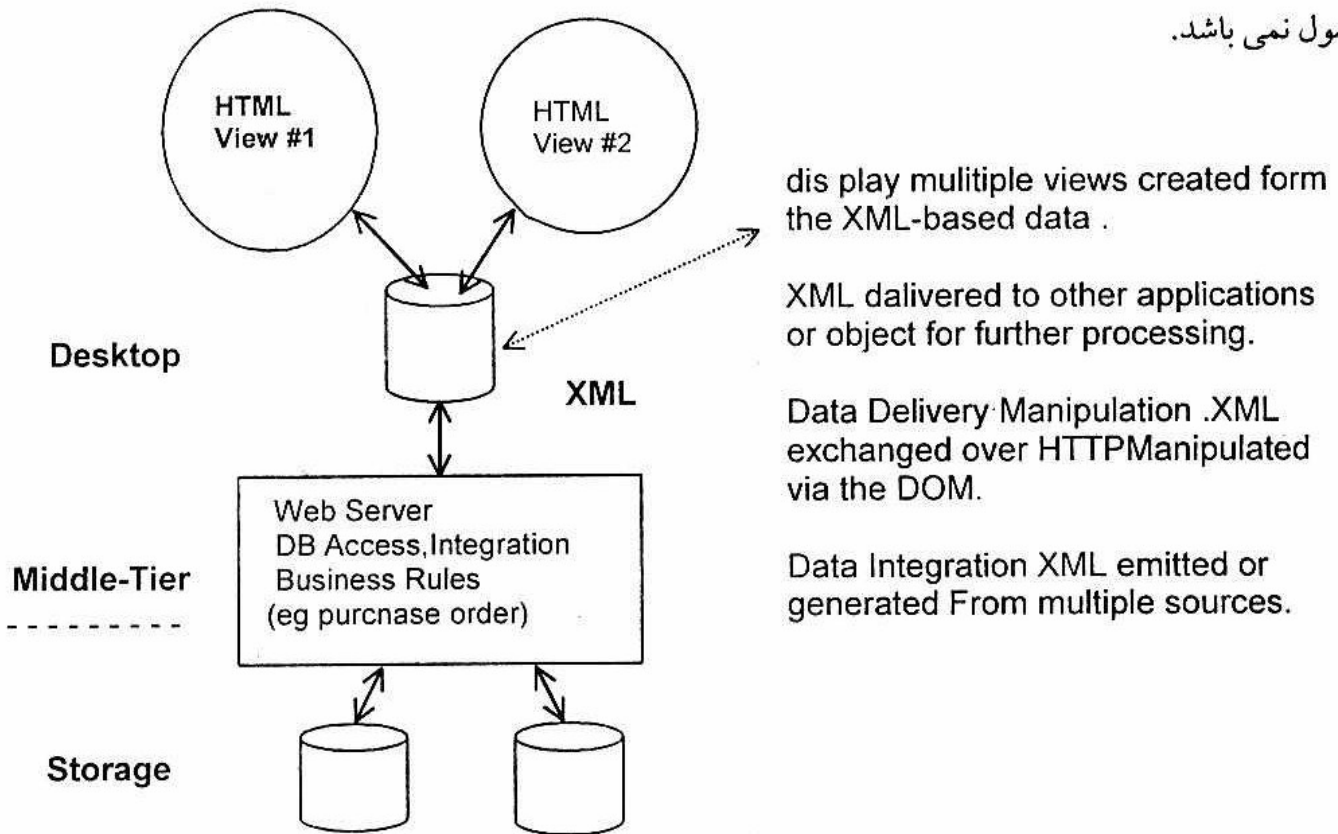 نمی باشد.
HTML
View #1
HTML
View #2
dis play mulitiple views created form
the XML-based data .
XML dalivered to other applications
or object for further processing.
Desktop
XML
Data Delivery Manipulation .XML
exchanged over HTTPManipulated
via the DOM.
Web Server
DB Access,Integration
Business Rules
(eg purcnase order)
Middle-Tier
Data Integration XML emitted or
generated From multiple sources.
Storage